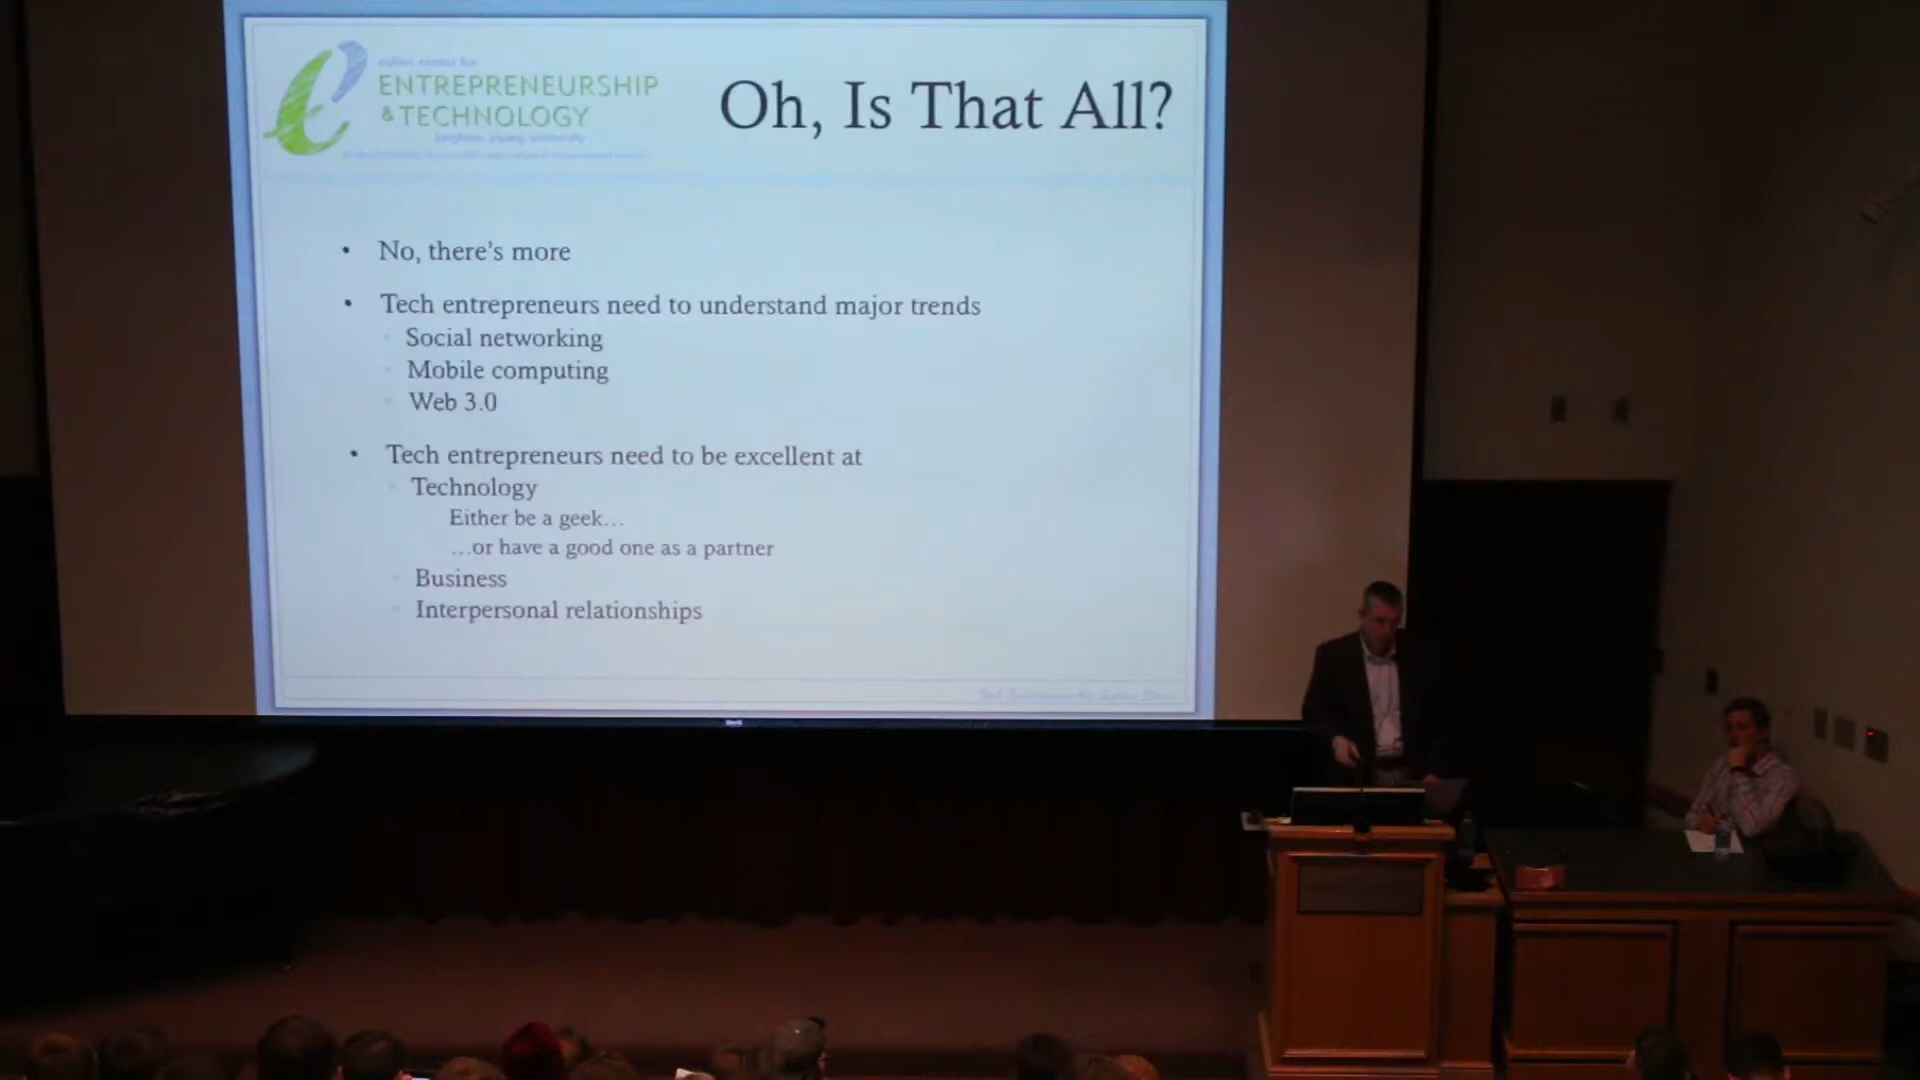 ENTREPRENEURSHIP
& TECHNOLOGY
Oh, Is That All?
• No, there's more
• Tech entrepreneurs need to understand major trends
Social networking
Mobile computing
Web 3.0
• Tech entrepreneurs need to be excellent at
Technology
Either be a geek…
…or have a good one as a partner
Business
Interpersonal relationships